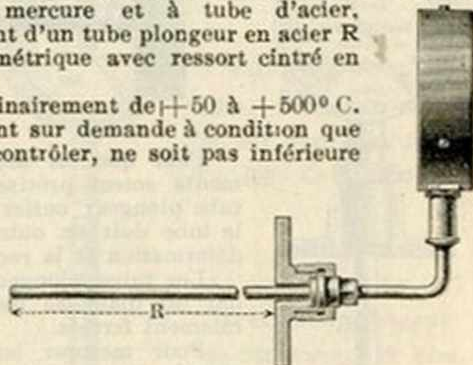 mercure et à tube d'acier,
nt d'un tube plongeur en acier R
métrique avec ressort cintré en
inairement de +50 à +500° C.
nt sur demande à condition que
contrôler, ne soit pas inférieure
R